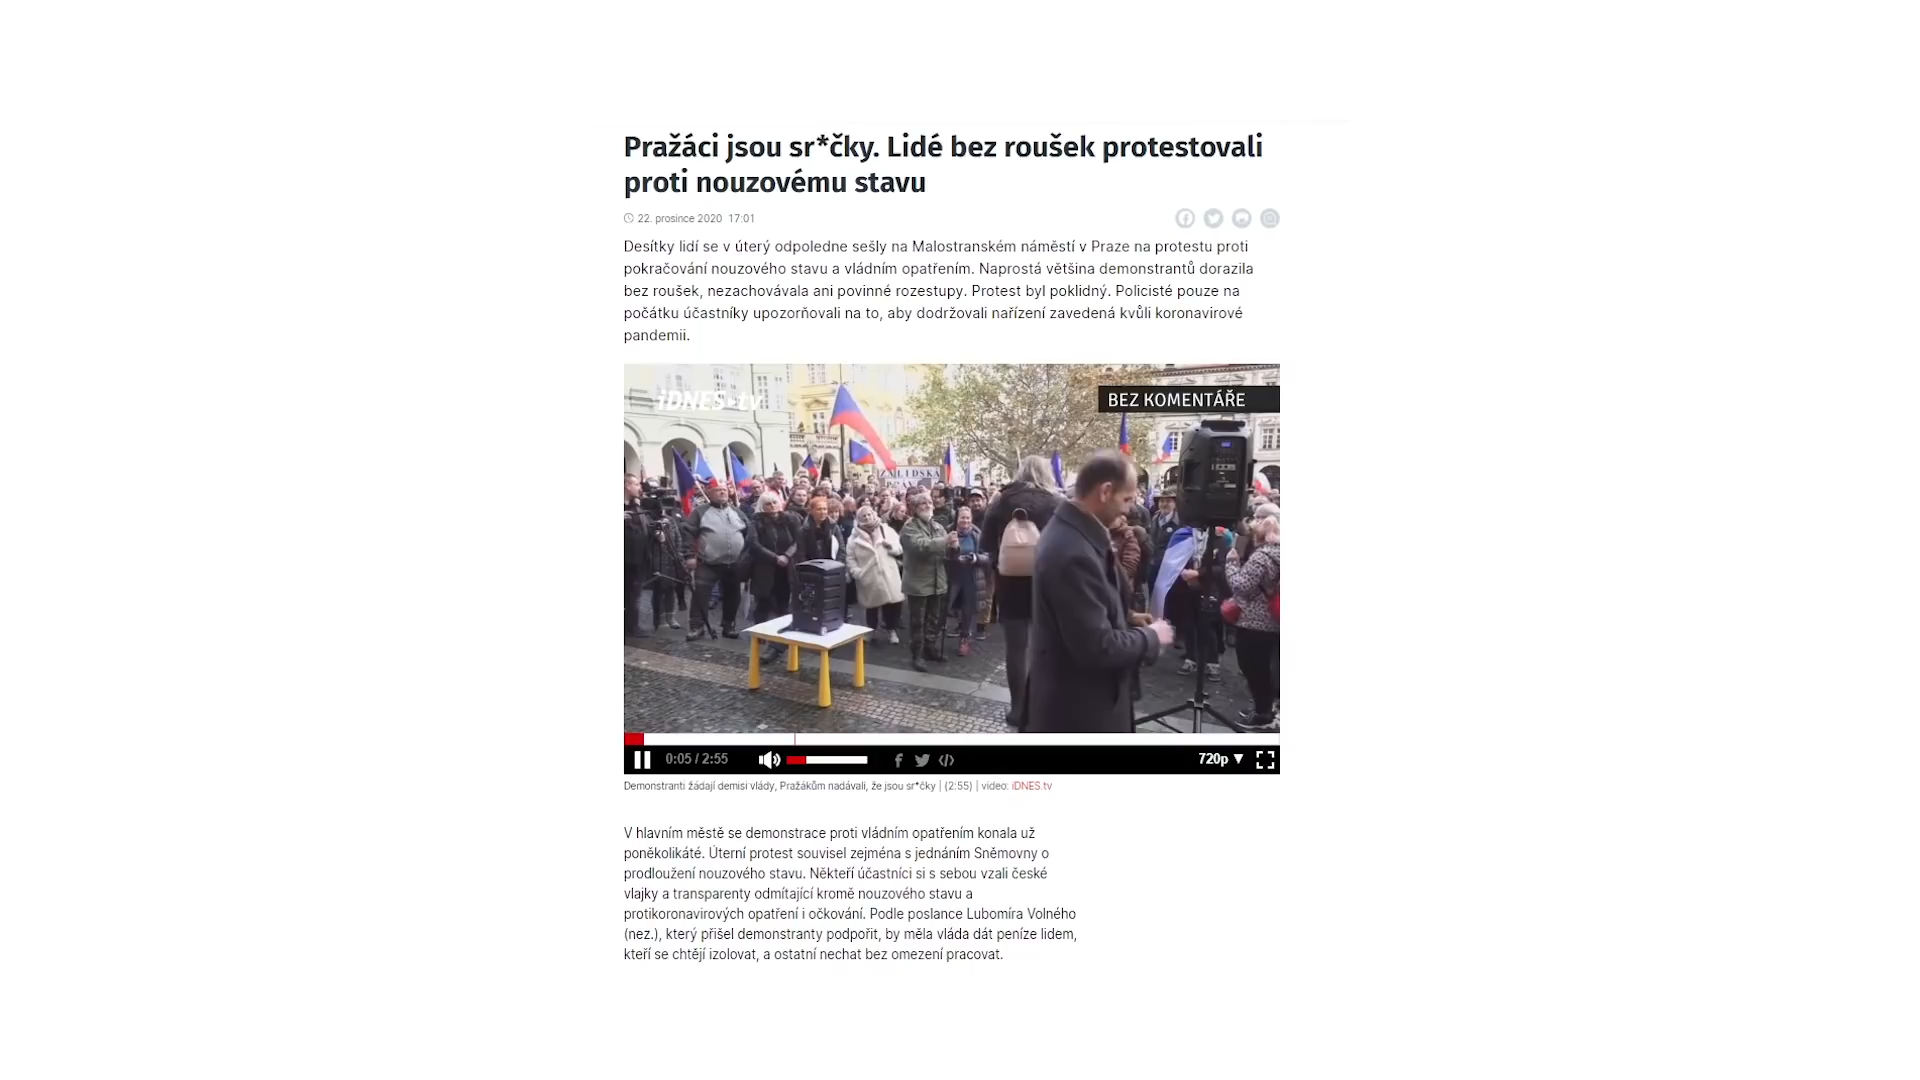 Pražáci jsou sr*čky. Lidé bez roušek protestovali
proti nouzovému stavu
22. prosince 2020 17:01
Desítky lidí se v úterý odpoledne sešly na Malostranském náměstí v Praze na protestu proti
pokračování nouzového stavu a vládním opatřením. Naprostá většina demonstrantů dorazila
bez roušek, nezachovávala ani povinné rozestupy. Protest byl poklidný. Policisté pouze na
počátku účastníky upozorňovali na to, aby dodržovali nařízení zavedená kvůli koronavirové
pandemii.
iDNES tv
BEZ KOMENTÁŘE
LIDSKÁ
0:05 / 2:55
720p
Demonstranti žádají demisi vlády, Pražákům nadávali, že jsou sr*čky | (2:55) | video: iDNES.tv
V hlavním městě se demonstrace proti vládním opatřením konala už
poněkolikáté. Úterní protest souvisel zejména s jednáním Sněmovny o
prodloužení nouzového stavu. Někteří účastníci si s sebou vzali české
vlajky a transparenty odmítající kromě nouzového stavu a
protikoronavirových opatření i očkování. Podle poslance Lubomíra Volného
(nez.), který přišel demonstranty podpořit, by měla vláda dát peníze lidem,
kteří se chtějí izolovat, a ostatní nechat bez omezení pracovat.